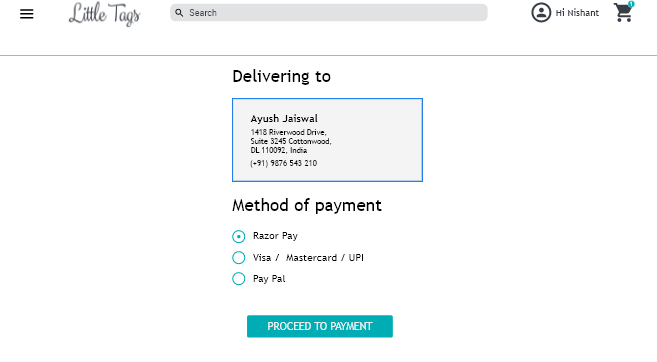 Little Tags
Search
Hi Nishant
1
Delivering to
Ayush Jaiswal
1418 Riverwood Drive,
Suite 3245 Cottonwood,
DL 110092, India
(+91) 9876 543 210
Method of payment
Razor Pay
Visa / Mastercard / UPI
Pay Pal
PROCEED TO PAYMENT